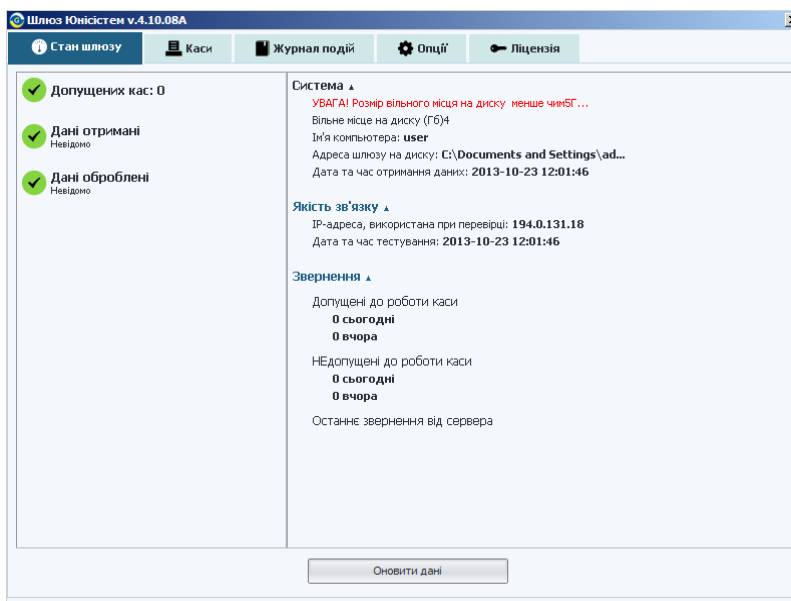 Шлюз Юнісістем v.4.10.08A
Стан шлюзу
Каси
Журнал подій
Опції
Ліцензія
Допущених кас: 0
Дані отримані
Невідомо
Дані оброблені
Невідомо
Система
УВАГА! Розмір вільного місця на диску менше чим5Г...
Вільне місце на диску (Гб)4
Ім'я компьютера: user
Адреса шлюзу на диску: C:\Documents and Settings\ad...
Дата та час отримання даних: 2013-10-23 12:01:46
Якість зв'язку
IP-адреса, використана при перевірці: 194.0.131.18
Дата та час тестування: 2013-10-23 12:01:46
Звернення
Допущені до роботи каси
0 сьогодні
0 вчора
НЕдопущені до роботи каси
0 сьогодні
0 вчора
Останнє звернення від сервера
Оновити дані